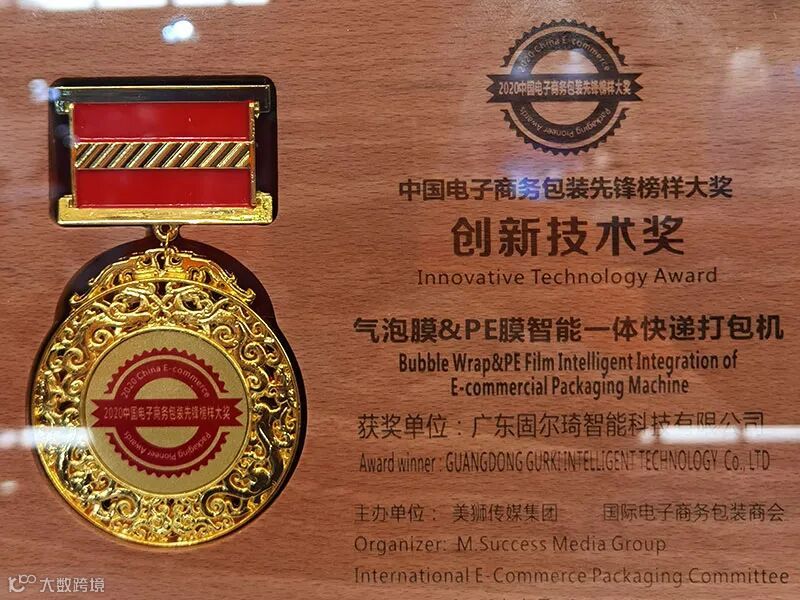 2020 China E-commerce
2020中国电子商务包装先锋榜样大奖
Packaging Pioneer Awards
中国电子商务包装先锋榜样大奖
创新技术奖
Innovative Technology Award
气泡膜&PE膜智能一体快递打包机
Bubble Wrap&PE Film Intelligent Integration of
E-commercial Packaging Machine
获奖单位：广东固尔琦智能科技有限公司
Award winner : GUANGDONG GURKI INTELLIGENT TECHNOLOGY Co., LTD
主办单位： 美狮传媒集团 国际电子商务包装商会
Organizer: M.Success Media Group
International E-Commerce Packaging Committee
2020 China E-commerce
2020中国电子商务包装先锋榜样大奖
Packaging Pioneer Awards
大数跨境